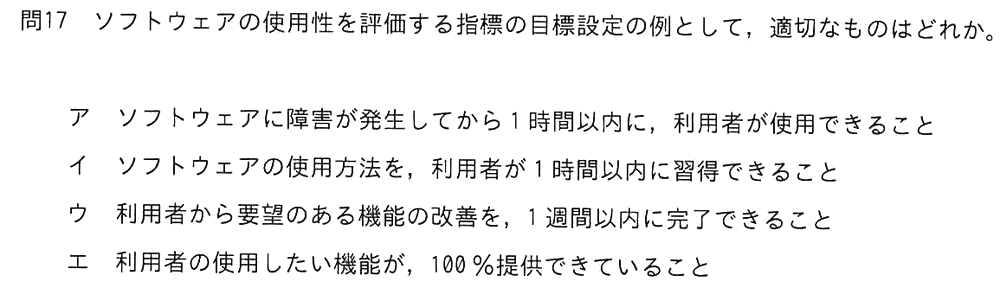 問17 ソフトウェアの使用性を評価する指標の目標設定の例として，適切なものはどれか。
ア ソフトウェアに障害が発生してから1時間以内に，利用者が使用できること
イ ソフトウェアの使用方法を，利用者が1時間以内に習得できること
ウ 利用者から要望のある機能の改善を，1週間以内に完了できること
エ 利用者の使用したい機能が，100％提供できていること